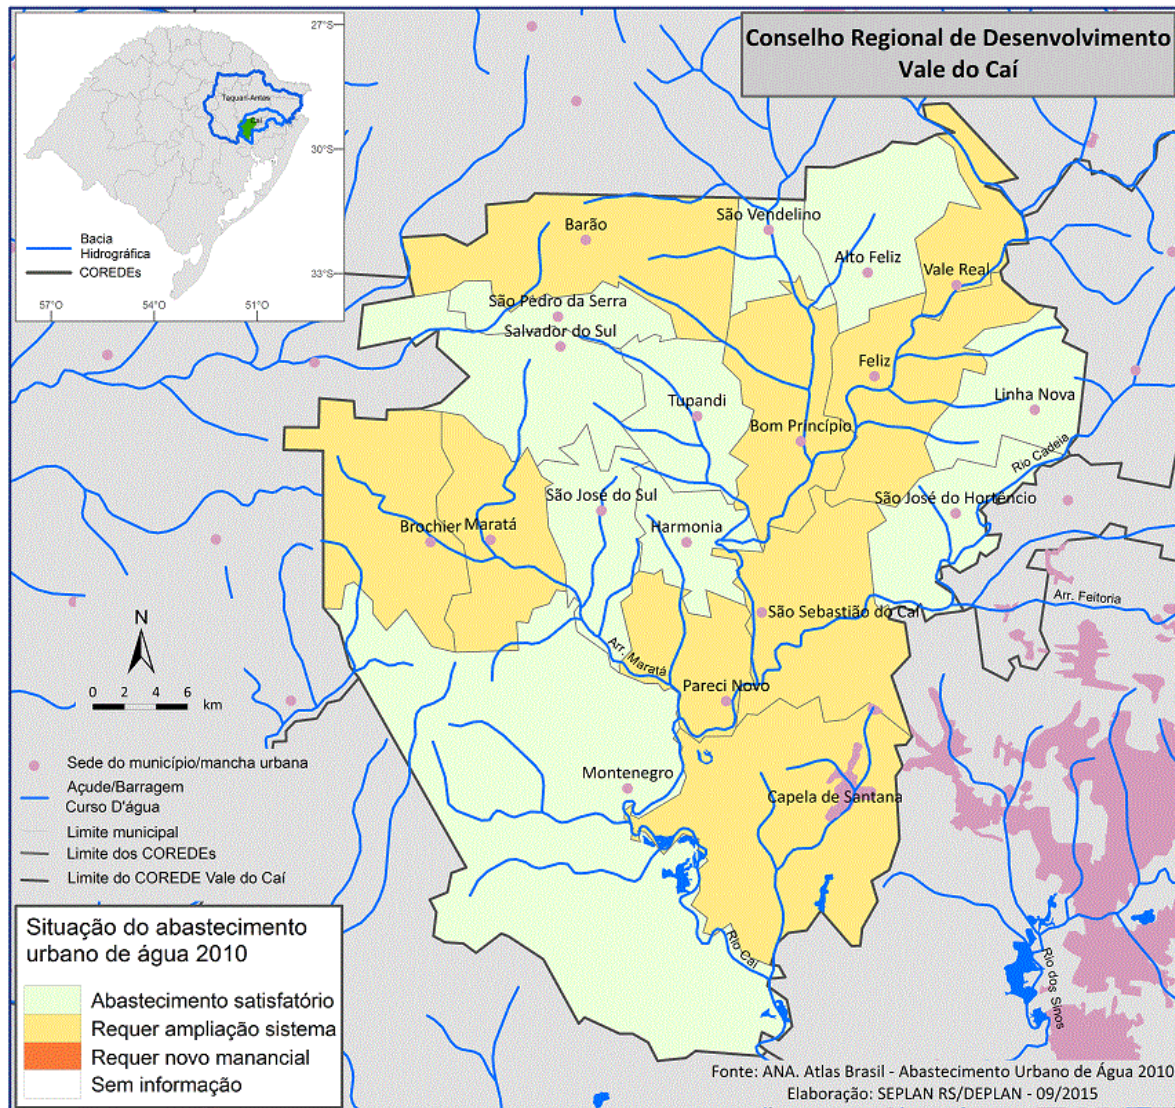 Conselho Regional de Desenvolvimento
Vale do Caí
27°S
30°S
33°S
57°O
54°O
51°O
Taquari-Antas
Caí
Bacia
Hidrográfica
COREDEs
Barão
São Vendelino
Alto Feliz
Vale Real
São Pedro da Serra
Salvador do Sul
Feliz
Tupandi
Linha Nova
Bom Princípio
Rio Cadeia
São José do Sul
São José do Hortêncio
Brochier
Maratá
Harmonia
Arr. Feitoria
São Sebastião do Caí
Arr. Maratá
Pareci Novo
Montenegro
Capela de Santana
Rio Caí
Rio dos Sinos
N
0 2 4 6
km
Sede do município/mancha urbana
Açude/Barragem
Curso D'água
Limite municipal
Limite dos COREDEs
Limite do COREDE Vale do Caí
Situação do abastecimento
urbano de água 2010
Abastecimento satisfatório
Requer ampliação sistema
Requer novo manancial
Sem informação
Fonte: ANA. Atlas Brasil - Abastecimento Urbano de Água 2010
Elaboração: SEPLAN RS/DEPLAN - 09/2015